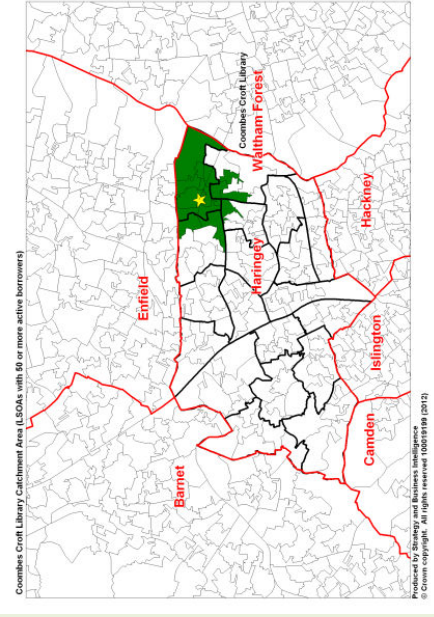 Coombes Croft Library Catchment Area (LSOAs with 50 or more active borrowers)
Enfield
Barnet
Coombes Croft Library
Waltham Forest
Haringey
Hackney
Islington
Camden
Produced by Strategy and Business Intelligence
© Crown copyright. All rights reserved 100019199 (2012)